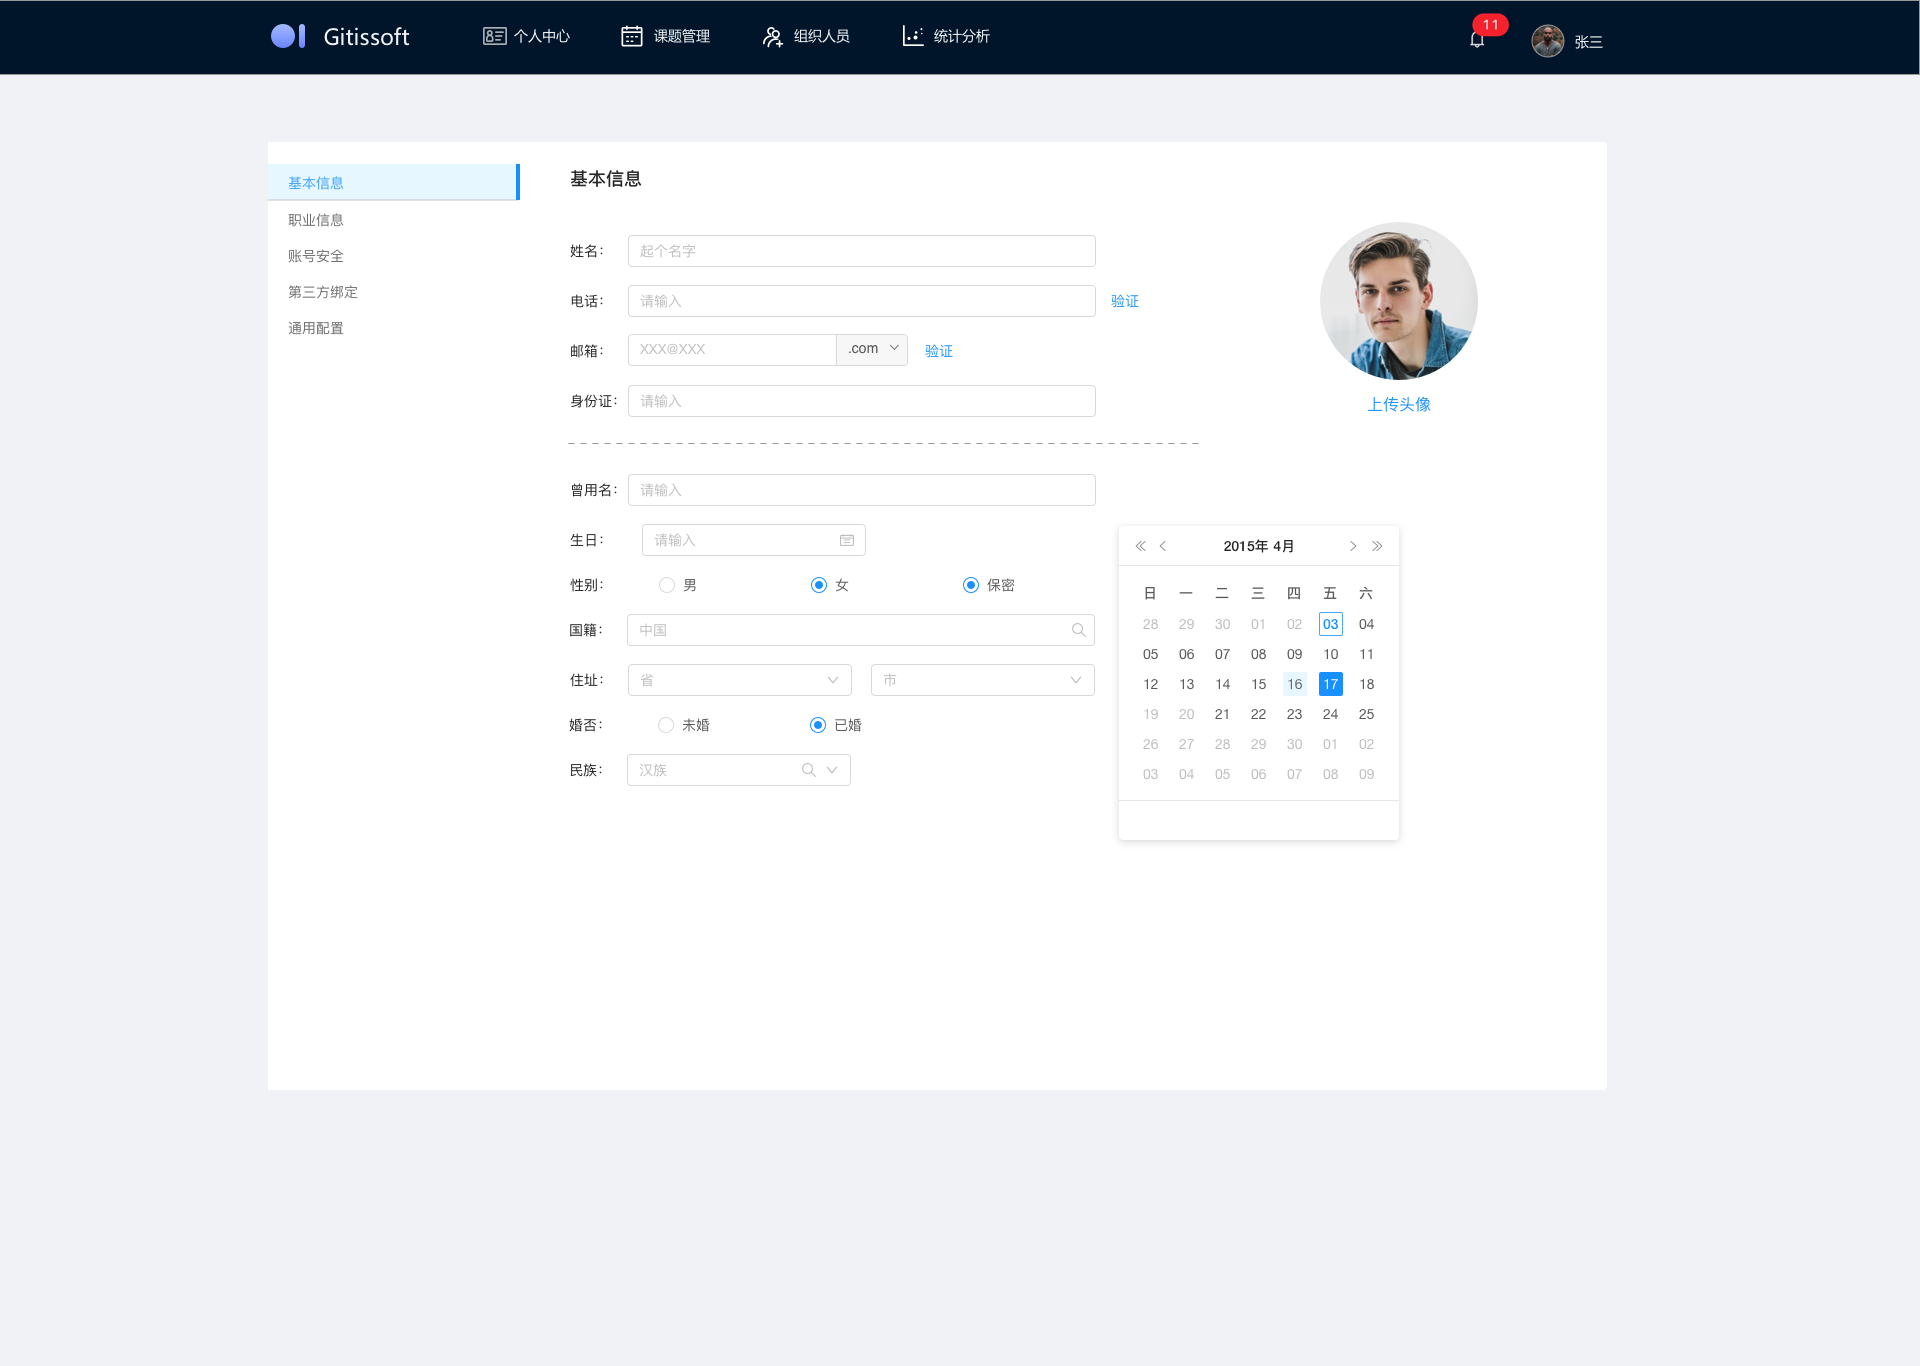 Gitissoft 个人中心 课题管理 组织人员 统计分析 11 张三
基本信息
职业信息
账号安全
第三方绑定
通用配置
基本信息
姓名： 起个名字
电话： 请输入 验证
邮箱： XXX@XXX .com 验证
身份证： 请输入
上传头像
曾用名： 请输入
生日： 请输入
性别： 男 女 保密
国籍： 中国
住址： 省 市
婚否： 未婚 已婚
民族： 汉族
2015年 4月
日 一 二 三 四 五 六
28 29 30 01 02 03 04
05 06 07 08 09 10 11
12 13 14 15 16 17 18
19 20 21 22 23 24 25
26 27 28 29 30 01 02
03 04 05 06 07 08 09